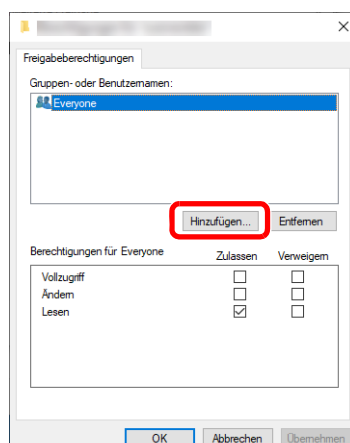 Freigabeberechtigungen
Gruppen- oder Benutzernamen:
Everyone
Hinzufügen... Entfernen
Berechtigungen für Everyone Zulassen Verweigern
Vollzugriff
Ändern
Lesen
OK Abbrechen Übernehmen